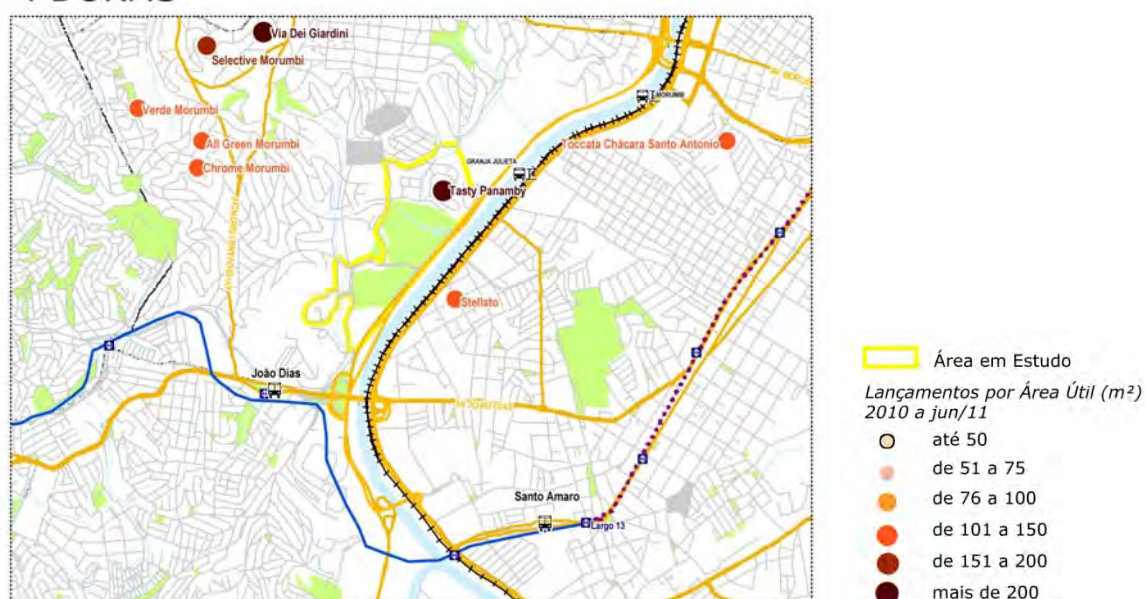 Via Dei Giardini
Selective Morumbi
MORUMBI
Verde Morumbi
All Green Morumbi
Toccata Chácara Santo Antonio
GRANJA JULIETA
Chrome Morumbi
Tasty Panamby
Stellato
João Dias
Santo Amaro
Largo 13
Área em Estudo
Lançamentos por Área Útil (m²)
2010 a jun/11
até 50
de 51 a 75
de 76 a 100
de 101 a 150
de 151 a 200
mais de 200